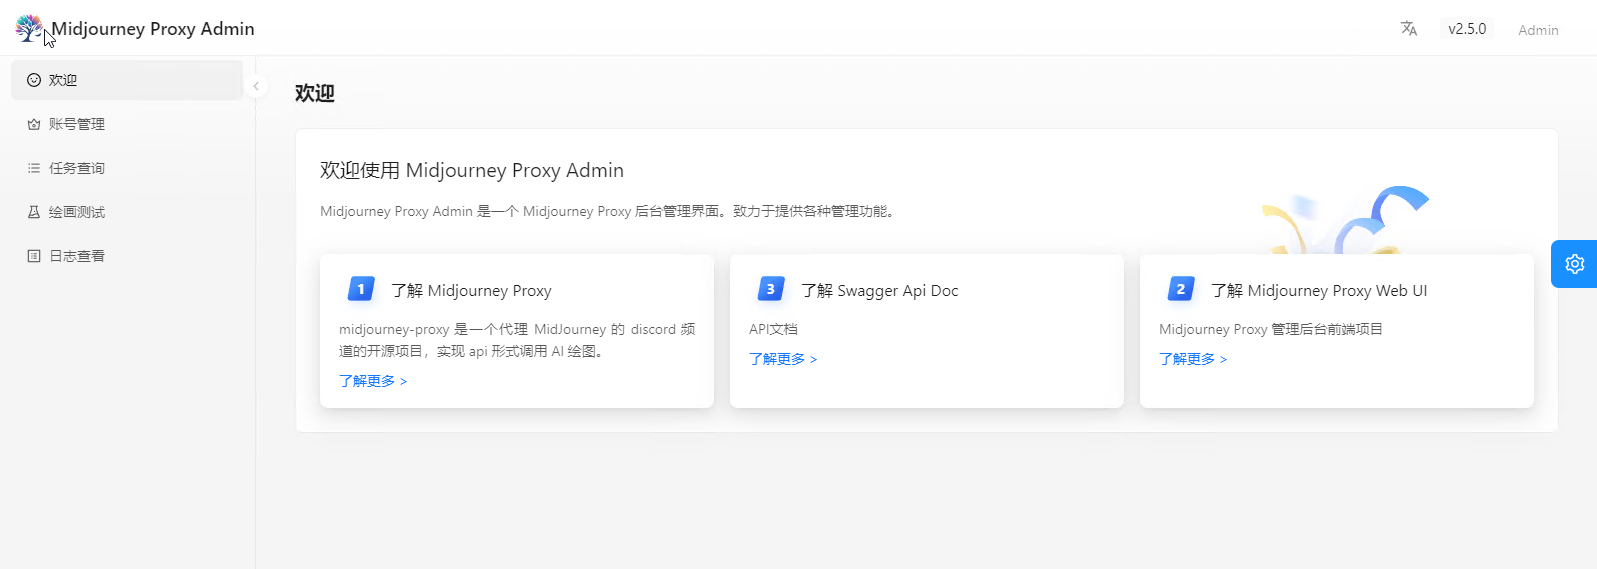 Midjourney Proxy Admin
v2.5.0
Admin
欢迎
账号管理
任务查询
绘画测试
日志查看
欢迎
欢迎使用 Midjourney Proxy Admin
Midjourney Proxy Admin 是一个 Midjourney Proxy 后台管理界面。致力于提供各种管理功能。
1
了解 Midjourney Proxy
midjourney-proxy 是一个代理 MidJourney 的 discord 频
道的开源项目，实现 api 形式调用 AI 绘图。
了解更多 >
3
了解 Swagger Api Doc
API文档
了解更多 >
2
了解 Midjourney Proxy Web UI
Midjourney Proxy 管理后台前端项目
了解更多 >